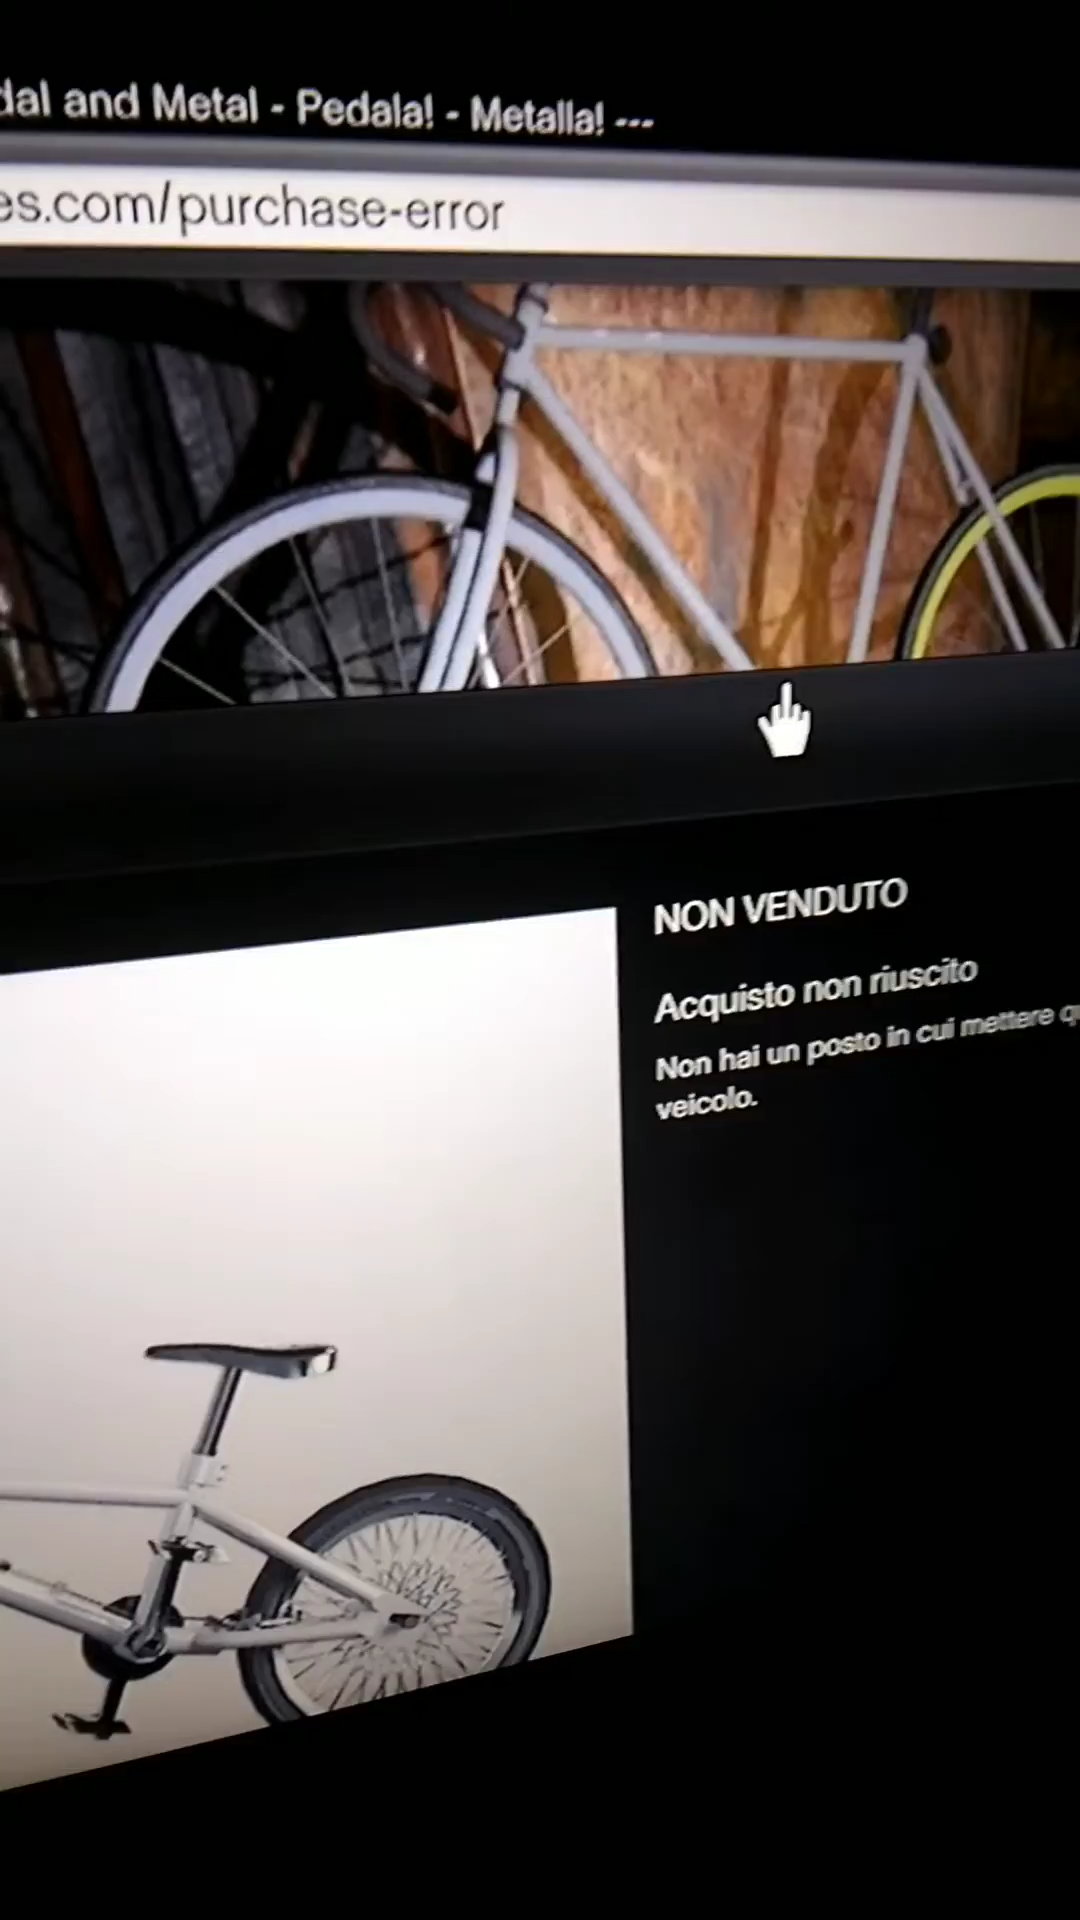 and Metal - Pedala! - Metalla! ---
es.com/purchase-error
NON VENDUTO
Acquisto non riuscito
Non hai un posto in cui mettere
veicolo.